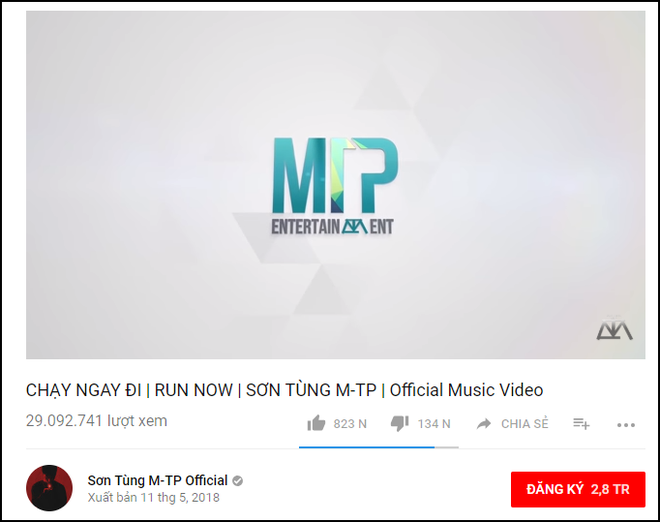 MTP
ENTERTAINMENT
CHẠY NGAY ĐI | RUN NOW | SƠN TÙNG M-TP | Official Music Video
29.092.741 lượt xem
823 N
134 N
CHIA SẺ
Sơn Tùng M-TP Official
Xuất bản 11 thg 5, 2018
ĐĂNG KÝ 2,8 TR